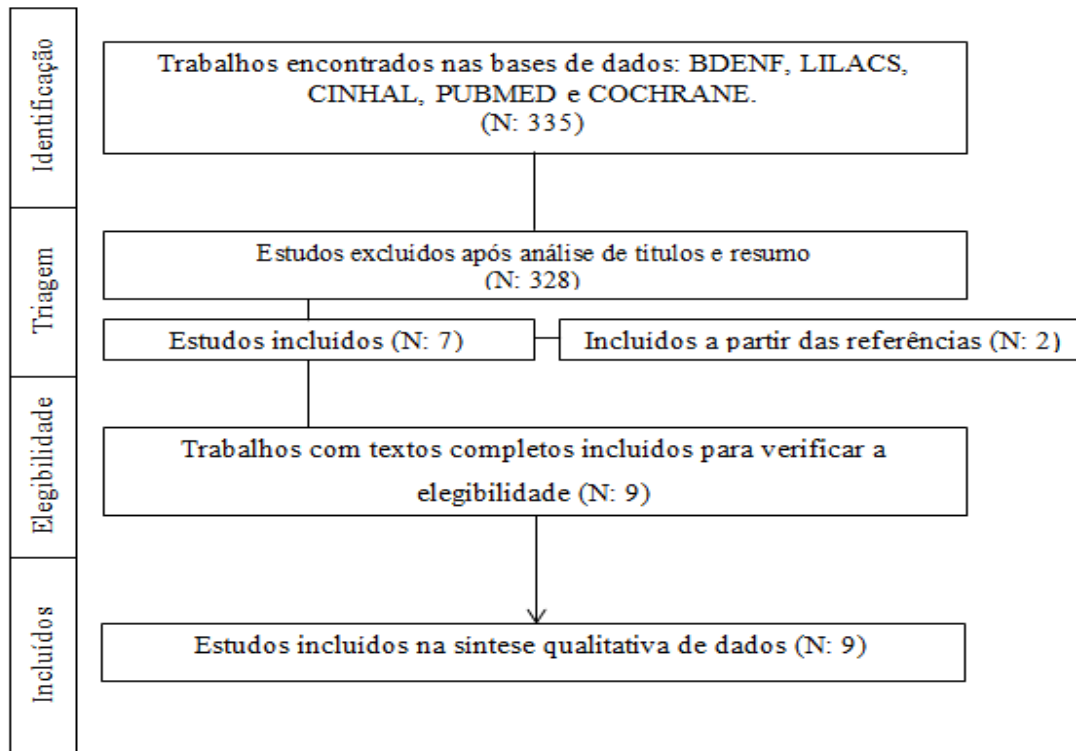 Identificação
Trabalhos encontrados nas bases de dados: BDENF, LILACS,
CINHAL, PUBMED e COCHRANE.
(N: 335)
Triagem
Estudos excluídos após análise de títulos e resumo
(N: 328)
Estudos incluídos (N: 7)
Incluídos a partir das referências (N: 2)
Elegibilidade
Trabalhos com textos completos incluídos para verificar a
elegibilidade (N: 9)
Incluídos
Estudos incluídos na síntese qualitativa de dados (N: 9)